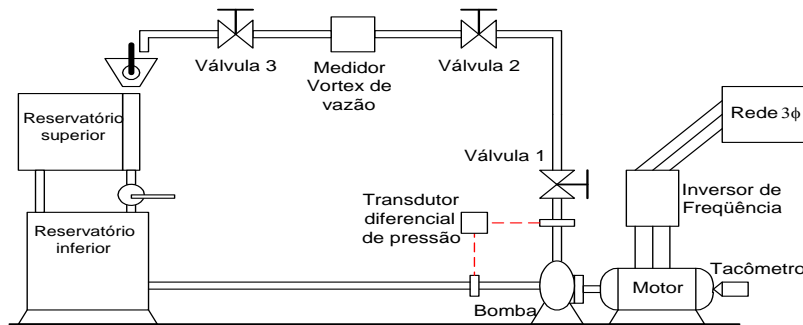 Válvula 3
Medidor
Vortex de
vazão
Válvula 2
Rede 3ϕ
Reservatório
superior
Válvula 1
Transdutor
diferencial
de pressão
Inversor de
Freqüência
Reservatório
inferior
Tacômetro
Motor
Bomba